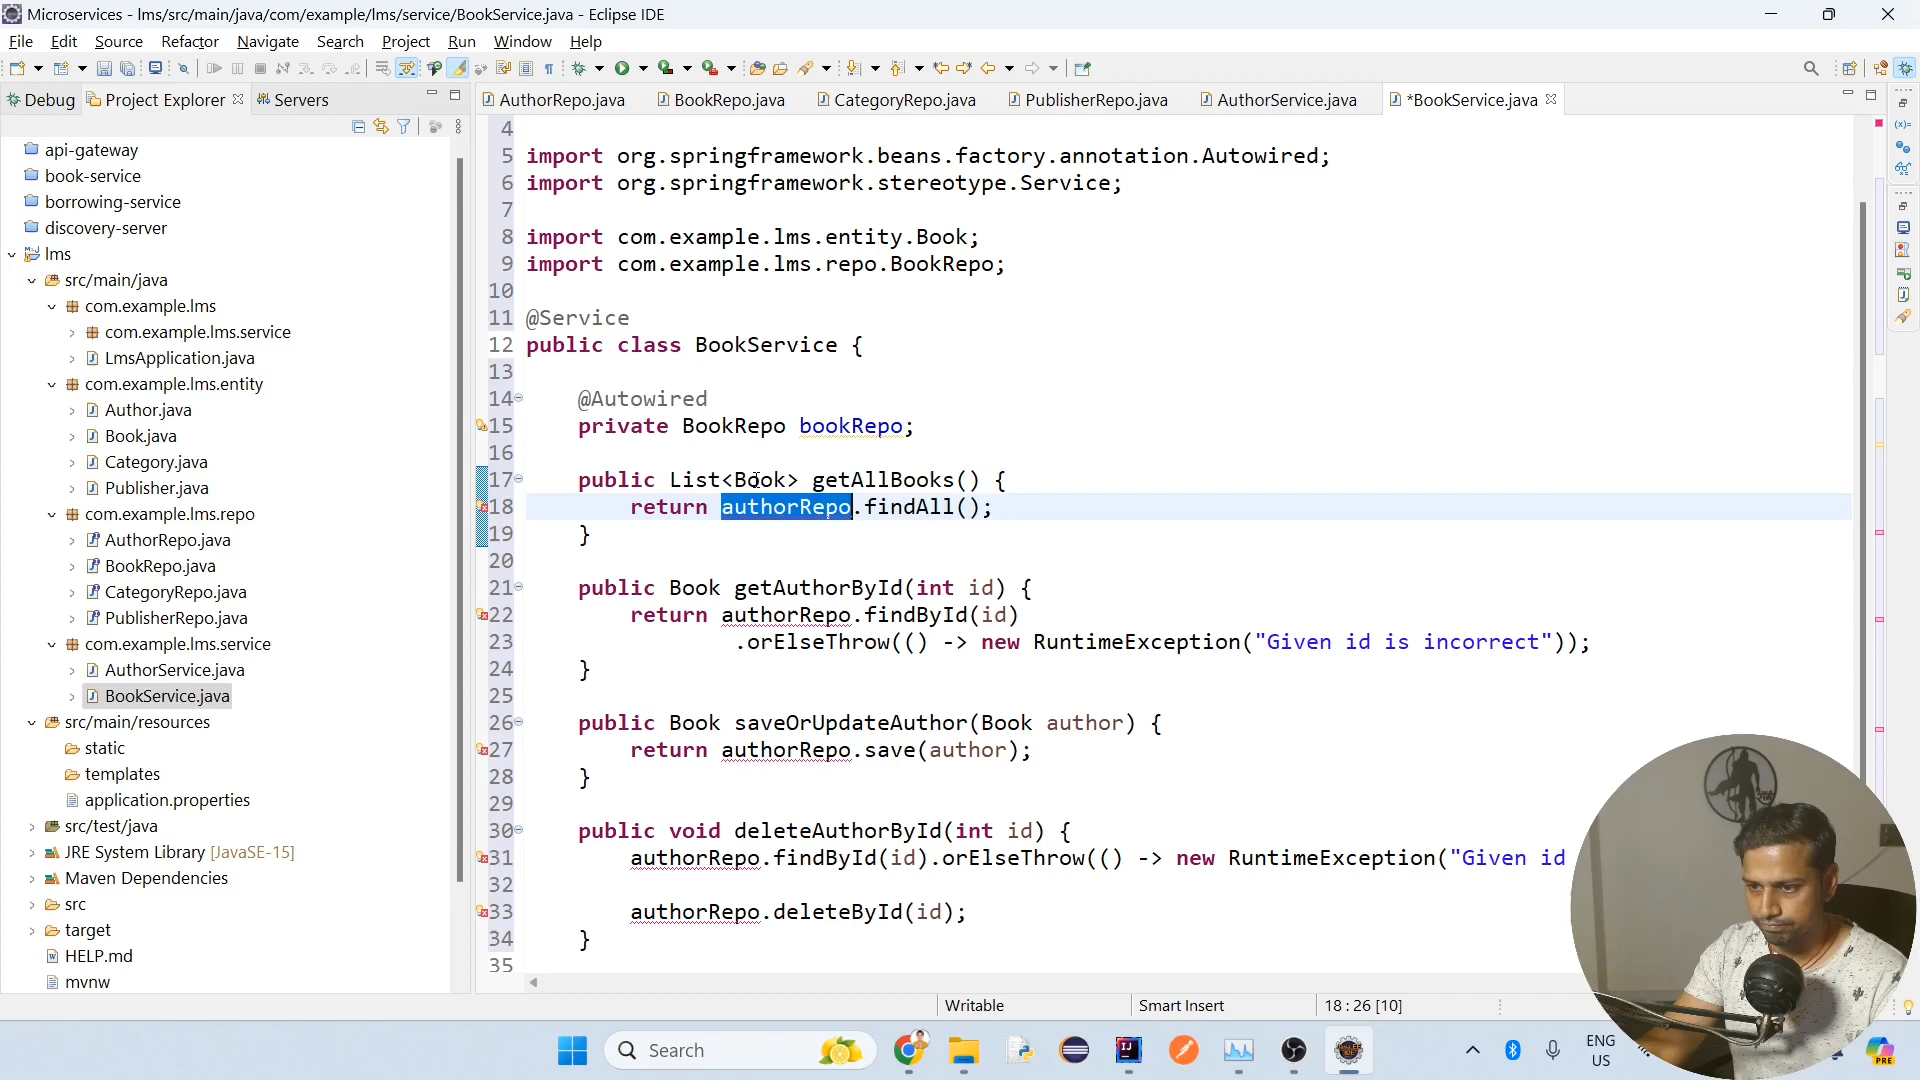 Microservices - lms/src/main/java/com/example/lms/service/BookService.java - Eclipse IDE
File Edit Source Refactor Navigate Search Project Run Window Help
Debug Project Explorer Servers
AuthorRepo.java BookRepo.java CategoryRepo.java PublisherRepo.java AuthorService.java *BookService.java
api-gateway
book-service
borrowing-service
discovery-server
lms
src/main/java
com.example.lms
com.example.lms.service
LmsApplication.java
com.example.lms.entity
Author.java
Book.java
Category.java
Publisher.java
com.example.lms.repo
AuthorRepo.java
BookRepo.java
CategoryRepo.java
PublisherRepo.java
com.example.lms.service
AuthorService.java
BookService.java
src/main/resources
static
templates
application.properties
src/test/java
JRE System Library [JavaSE-15]
Maven Dependencies
src
target
HELP.md
mvnw
4
5 import org.springframework.beans.factory.annotation.Autowired;
6 import org.springframework.stereotype.Service;
7
8 import com.example.lms.entity.Book;
9 import com.example.lms.repo.BookRepo;
10
11 @Service
12 public class BookService {
13
14 @Autowired
15 private BookRepo bookRepo;
16
17 public List<Book> getAllBooks() {
18 return authorRepo.findAll();
19 }
20
21 public Book getAuthorById(int id) {
22 return authorRepo.findById(id)
23 .orElseThrow(() -> new RuntimeException("Given id is incorrect"));
24 }
25
26 public Book saveOrUpdateAuthor(Book author) {
27 return authorRepo.save(author);
28 }
29
30 public void deleteAuthorById(int id) {
31 authorRepo.findById(id).orElseThrow(() -> new RuntimeException("Given id
32
33 authorRepo.deleteById(id);
34 }
35
Writable Smart Insert 18 : 26 [10]
Search
ENG
US
PRE